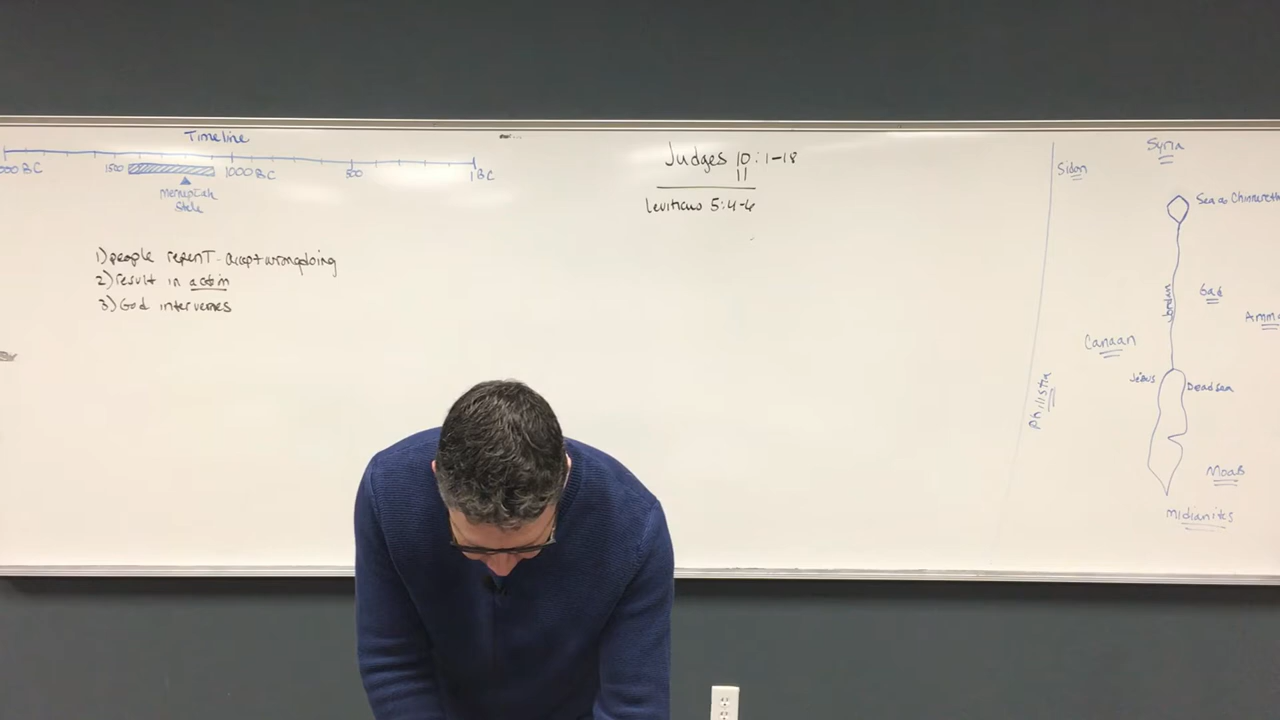 Timeline
000 BC 1500 1000 BC 500 1 BC
Merneptah
Stele
1) people repent - accept wrongdoing
2) result in action
3) God intervenes
Judges 10:1-18
11
Leviticus 5:4-6
Syria
Sidon
Sea of Chinnereth
Jordan
Gad
Ammo
Canaan
Jebus
Dead Sea
Philistia
Moab
Midianites